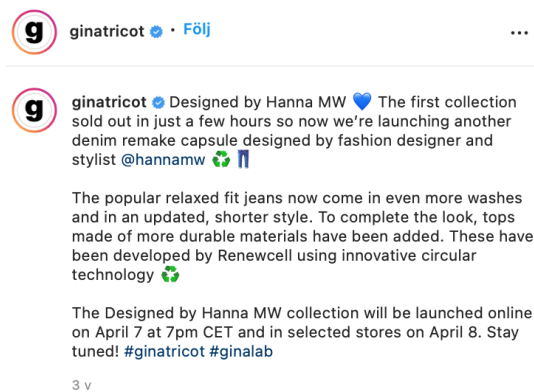 g ginatricot • Följ
g ginatricot Designed by Hanna MW 💙 The first collection
sold out in just a few hours so now we're launching another
denim remake capsule designed by fashion designer and
stylist @hannamw ♻️ 👖
The popular relaxed fit jeans now come in even more washes
and in an updated, shorter style. To complete the look, tops
made of more durable materials have been added. These have
been developed by Renewcell using innovative circular
technology ♻️
The Designed by Hanna MW collection will be launched online
on April 7 at 7pm CET and in selected stores on April 8. Stay
tuned! #ginatricot #ginalab
3 v